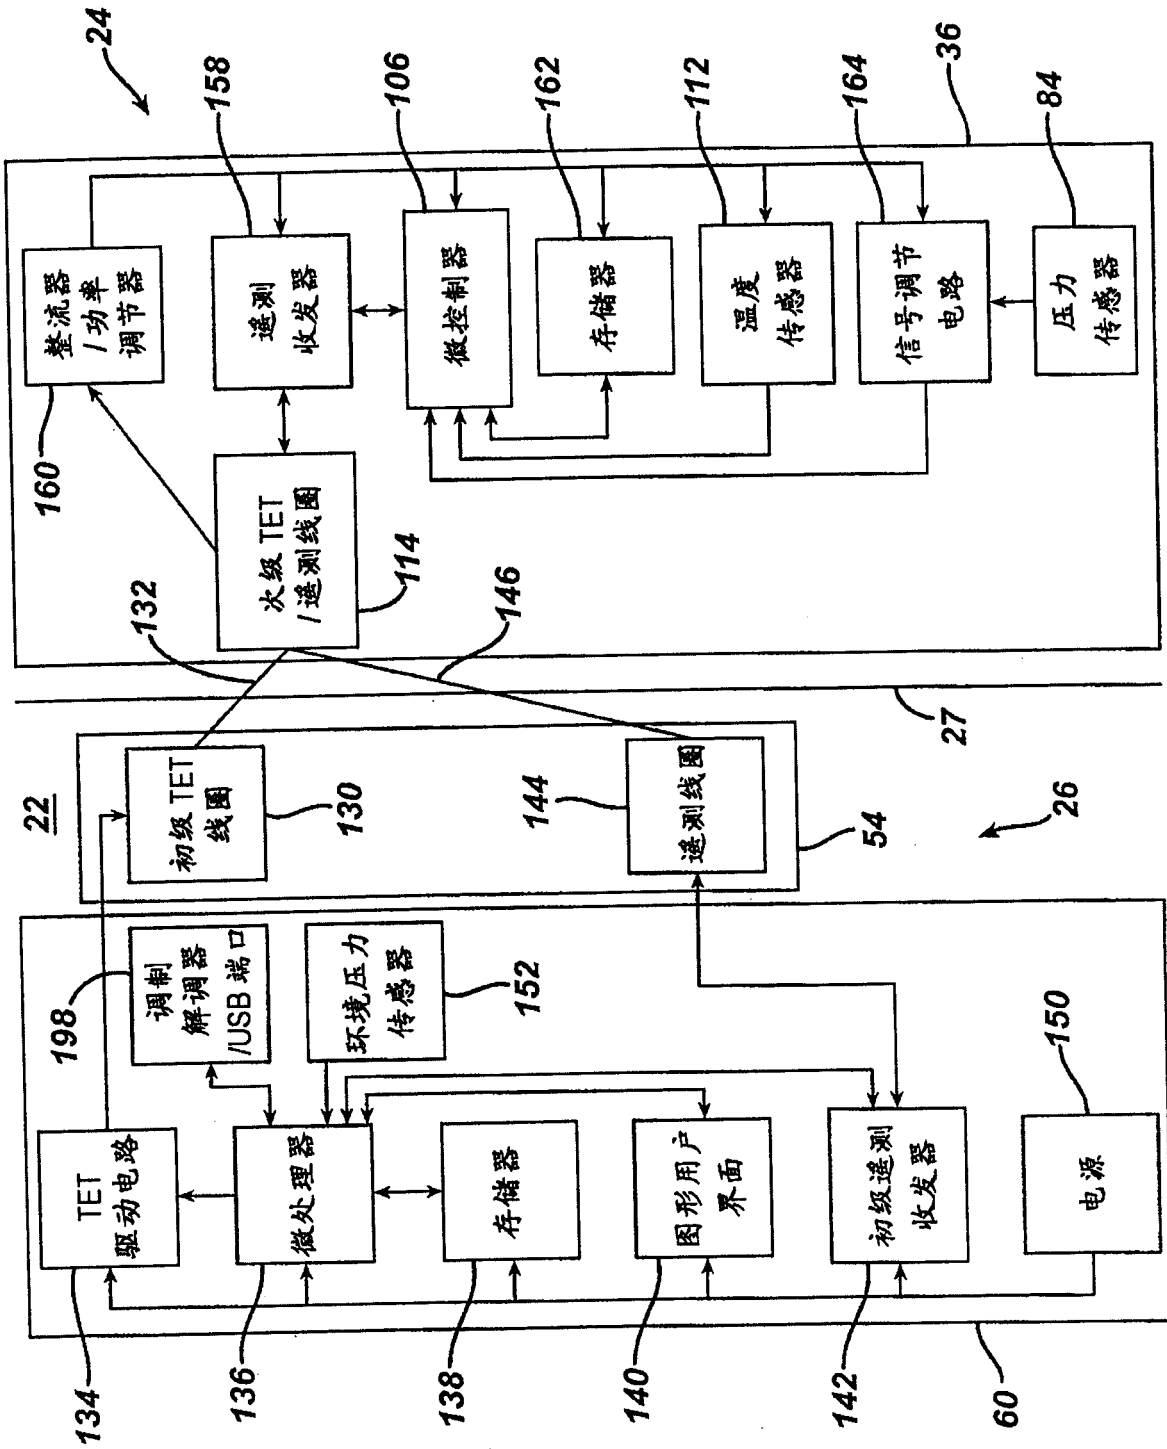 22
24
26
27
60
134
TET
驱动电路
198
调制
解调器
/USB 端口
136
微处理器
152
环境压力
传感器
138
存储器
140
图形用户
界面
142
初级遥测
收发器
150
电源
54
130
初级 TET
线圈
144
遥测线圈
132
146
36
114
次级 TET
/ 遥测线圈
160
整流器
/功率
调节器
158
遥测
收发器
106
微控制器
162
存储器
112
温度
传感器
164
信号调节
电路
84
压力
传感器